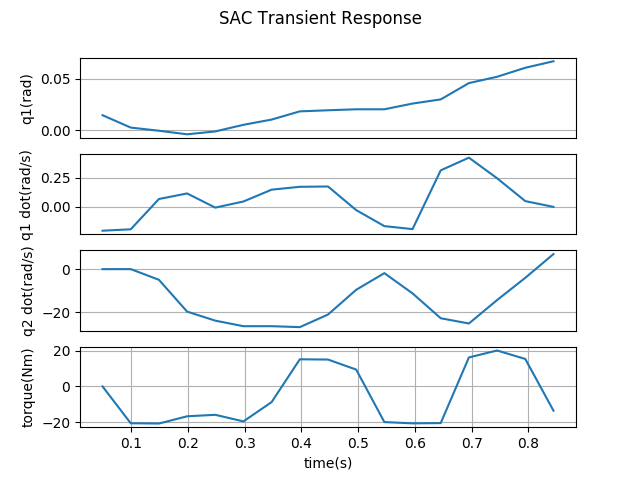 SAC Transient Response
0.05
0.00
q1(rad)
0.25
0.00
q1 dot(rad/s)
0
−20
q2 dot(rad/s)
20
0
−20
torque(Nm)
0.1 0.2 0.3 0.4 0.5 0.6 0.7 0.8
time(s)